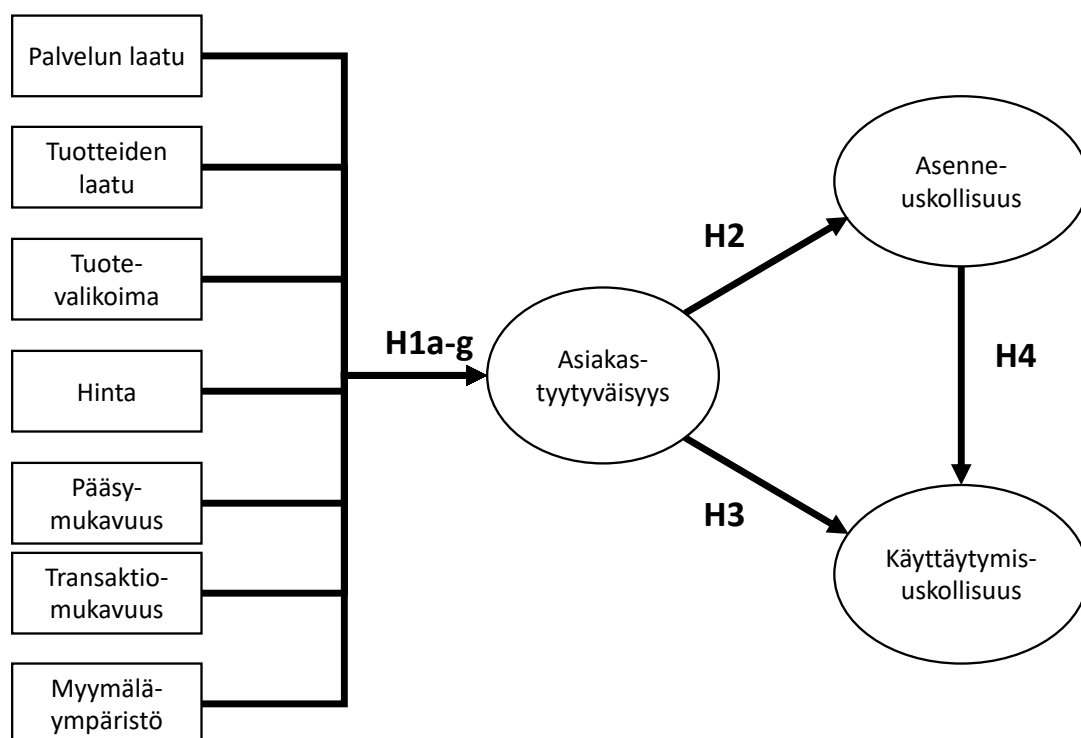 Palvelun laatu
Tuotteiden
laatu
Tuote-
valikoima
Hinta
Pääsy-
mukavuus
Transaktio-
mukavuus
Myymälä-
ympäristö
H1a-g
Asiakas-
tyytyväisyys
H2
H3
Asenne-
uskollisuus
H4
Käyttäytymis-
uskollisuus